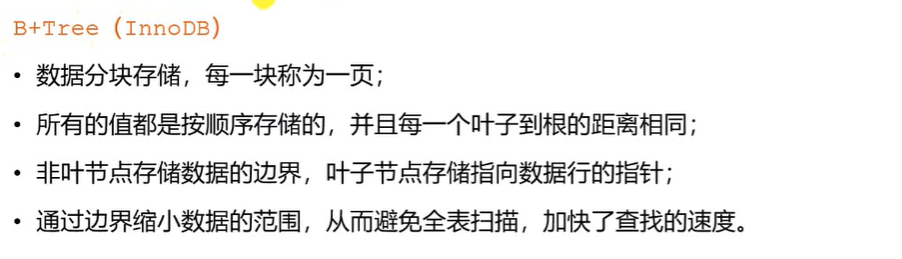 B+Tree（InnoDB）
• 数据分块存储，每一块称为一页；
• 所有的值都是按顺序存储的，并且每一个叶子到根的距离相同；
• 非叶节点存储数据的边界，叶子节点存储指向数据行的指针；
• 通过边界缩小数据的范围，从而避免全表扫描，加快了查找的速度。